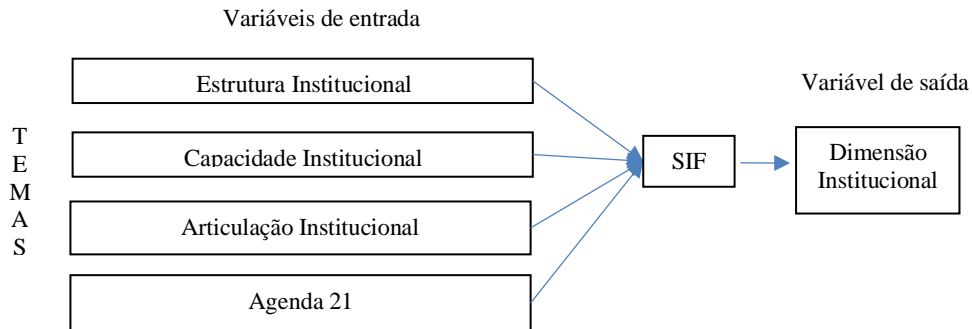 Variáveis de entrada
Estrutura Institucional
Variável de saída
T
E
M
A
S
Capacidade Institucional
SIF
Dimensão
Institucional
Articulação Institucional
Agenda 21